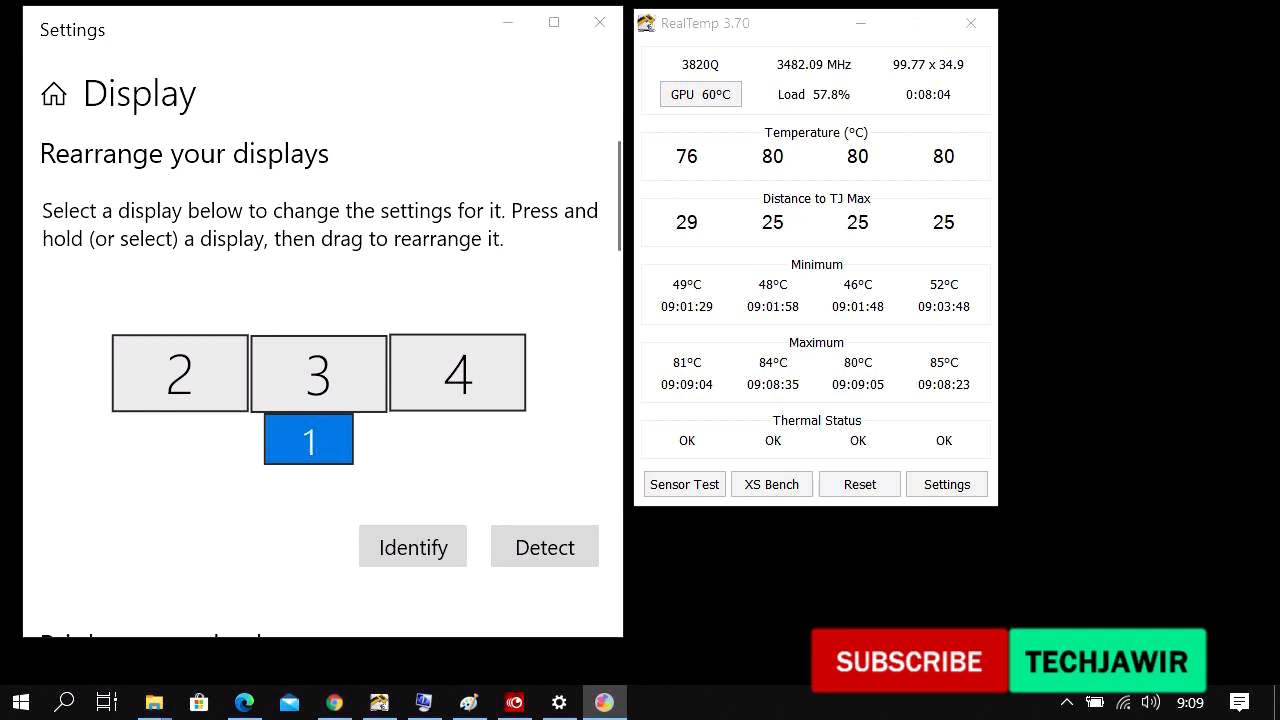 Settings
Display
Rearrange your displays
Select a display below to change the settings for it. Press and
hold (or select) a display, then drag to rearrange it.
2 3 4
1
Identify Detect
RealTemp 3.70
3820Q 3482.09 MHz 99.77 x 34.9
GPU 60°C Load 57.8% 0:08:04
Temperature (°C)
76 80 80 80
Distance to TJ Max
29 25 25 25
Minimum
49°C 48°C 46°C 52°C
09:01:29 09:01:58 09:01:48 09:03:48
Maximum
81°C 84°C 80°C 85°C
09:09:04 09:08:35 09:09:05 09:08:23
Thermal Status
OK OK OK OK
Sensor Test XS Bench Reset Settings
SUBSCRIBE TECHJAWIR
9:09